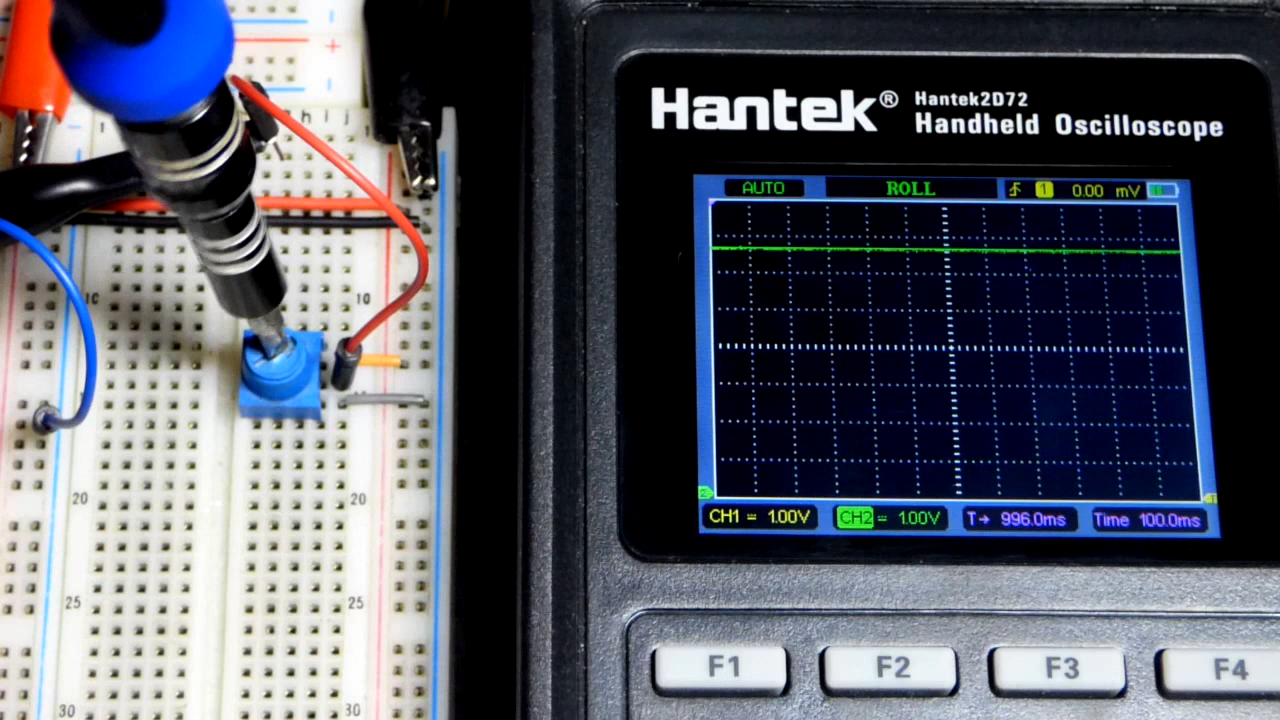 Hantek® Hantek2D72
Handheld Oscilloscope
AUTO ROLL 1 0.00 mV
h i j
10 10
20 20
25 25
30 30
2
CH1 = 1.00V CH2 = 1.00V T→ 996.0ms Time 100.0ms
F1 F2 F3 F4